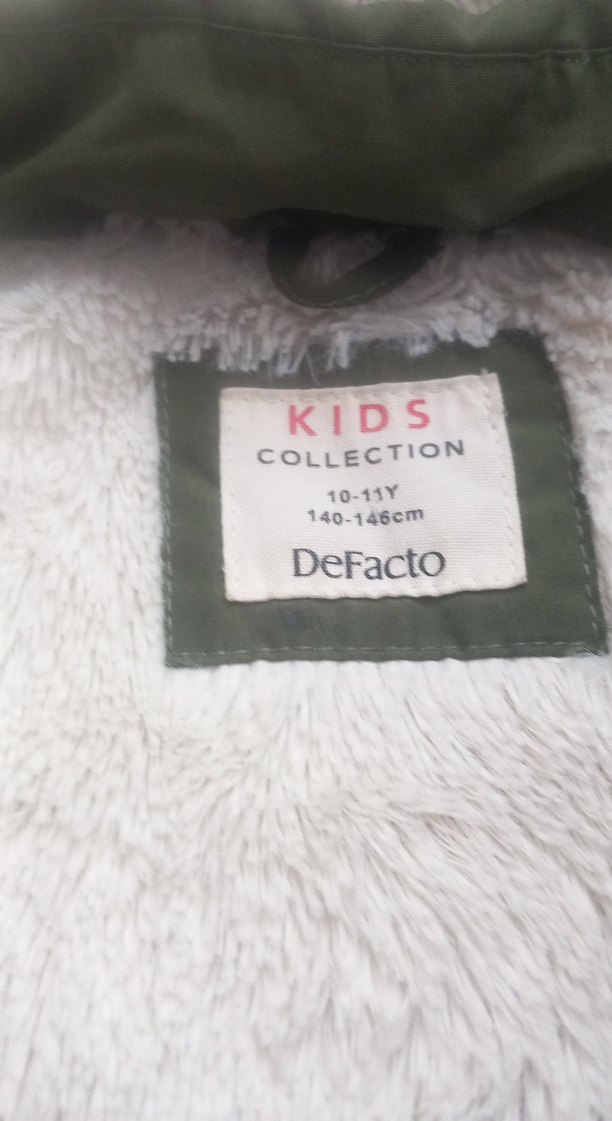 KIDS
COLLECTION
10-11Y
140-146cm
DeFacto